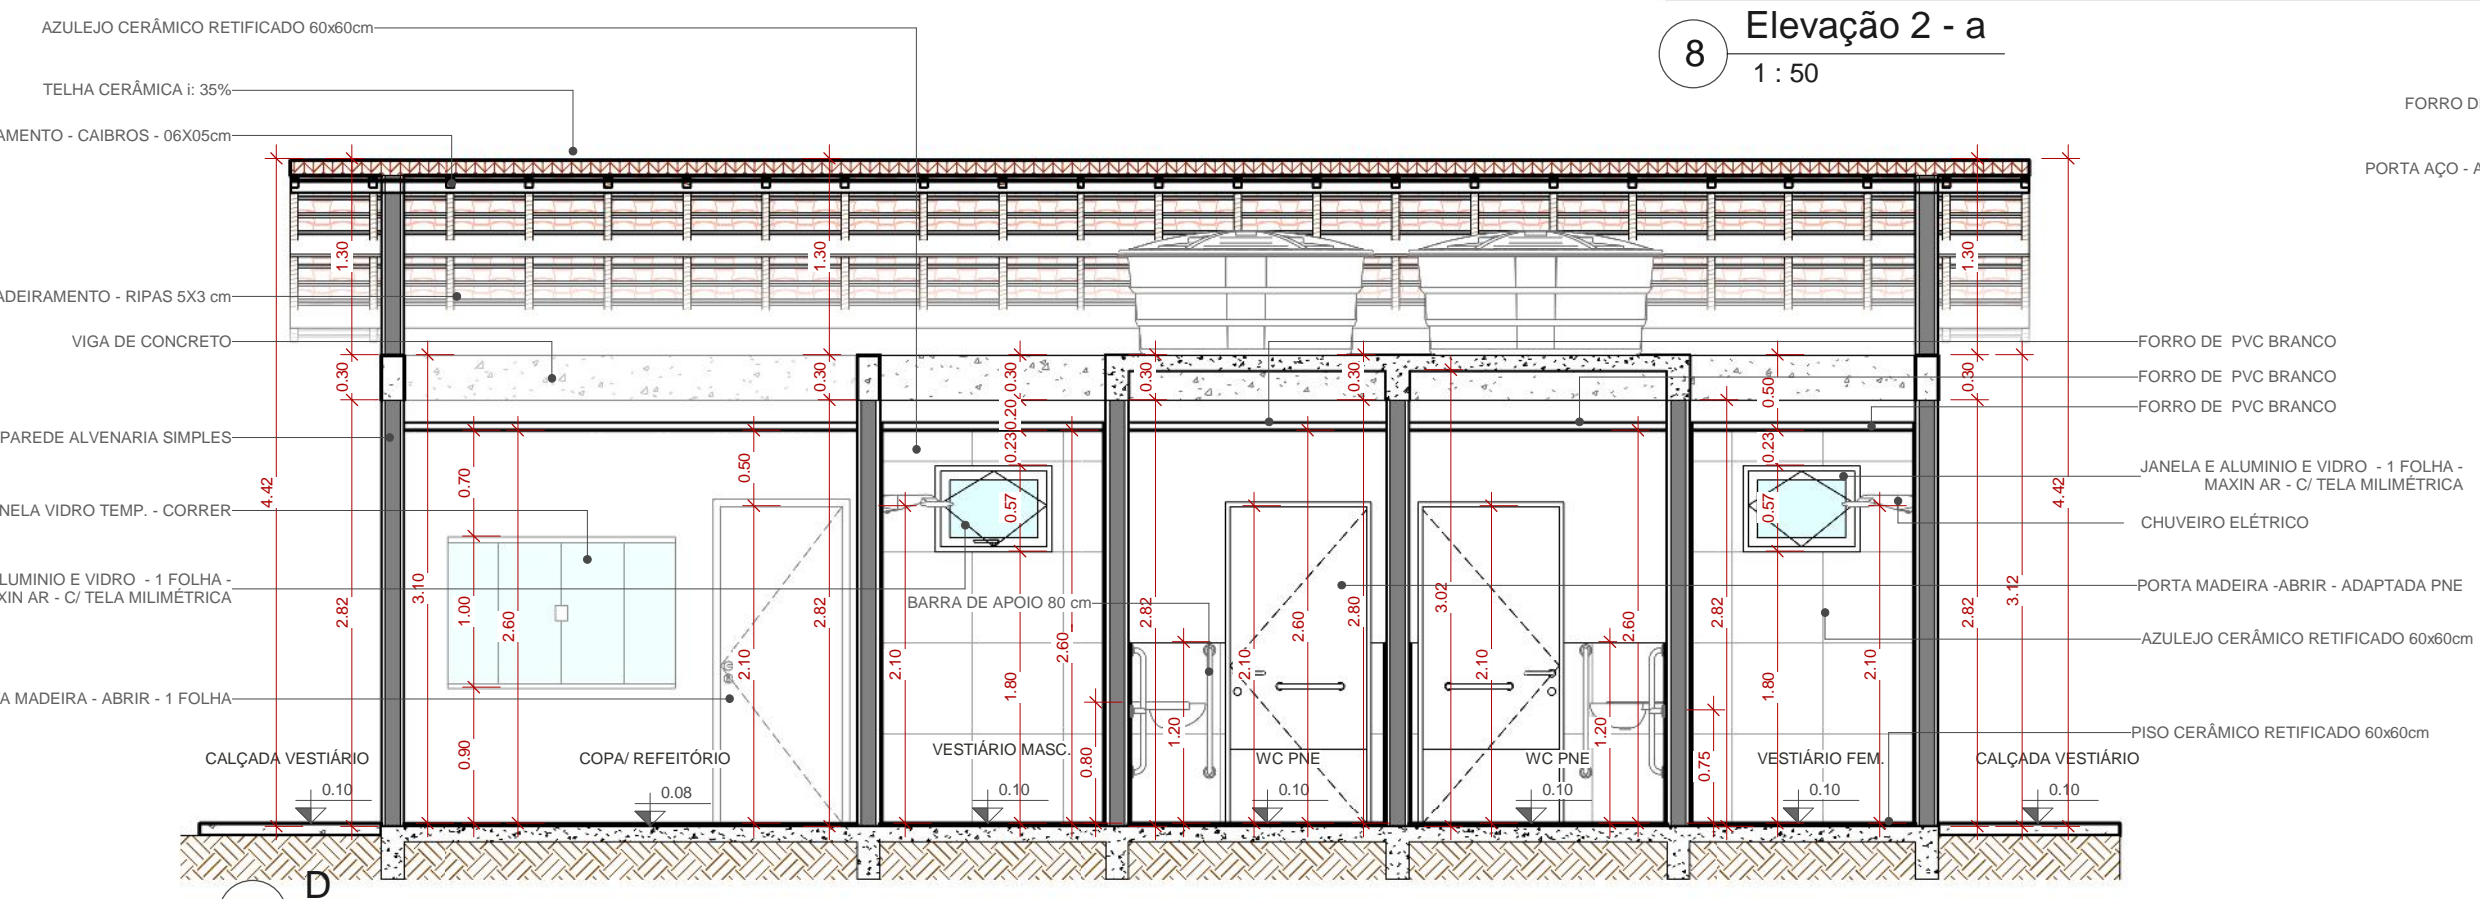 AZULEJO CERÂMICO RETIFICADO 60x60cm
8
Elevação 2 - a
1 : 50
TELHA CERÂMICA i: 35%
AMENTO - CAIBROS - 06X05cm
ADEIRAMENTO - RIPAS 5X3 cm
VIGA DE CONCRETO
PAREDE ALVENARIA SIMPLES
NELA VIDRO TEMP. - CORRER
LUMINIO E VIDRO - 1 FOLHA -
XIN AR - C/ TELA MILIMÉTRICA
A MADEIRA - ABRIR - 1 FOLHA
FORRO D
PORTA AÇO - A
FORRO DE PVC BRANCO
FORRO DE PVC BRANCO
FORRO DE PVC BRANCO
JANELA E ALUMINIO E VIDRO - 1 FOLHA -
MAXIN AR - C/ TELA MILIMÉTRICA
CHUVEIRO ELÉTRICO
PORTA MADEIRA -ABRIR - ADAPTADA PNE
AZULEJO CERÂMICO RETIFICADO 60x60cm
PISO CERÂMICO RETIFICADO 60x60cm
BARRA DE APOIO 80 cm
1.30
1.30
1.30
0.30
0.30
0.30
0.30
0.30
0.50
0.30
0.20
0.23
0.23
0.70
0.50
4.42
2.82
3.10
1.00
2.60
2.10
2.82
2.10
0.57
1.80
2.60
0.80
2.82
1.20
2.10
2.60
2.80
3.02
2.10
1.20
2.60
0.75
2.82
0.57
1.80
2.10
2.82
3.12
4.42
0.90
CALÇADA VESTIÁRIO
0.10
COPA/ REFEITÓRIO
0.08
VESTIÁRIO MASC.
0.10
WC PNE
0.10
WC PNE
0.10
VESTIÁRIO FEM.
0.10
CALÇADA VESTIÁRIO
0.10
D